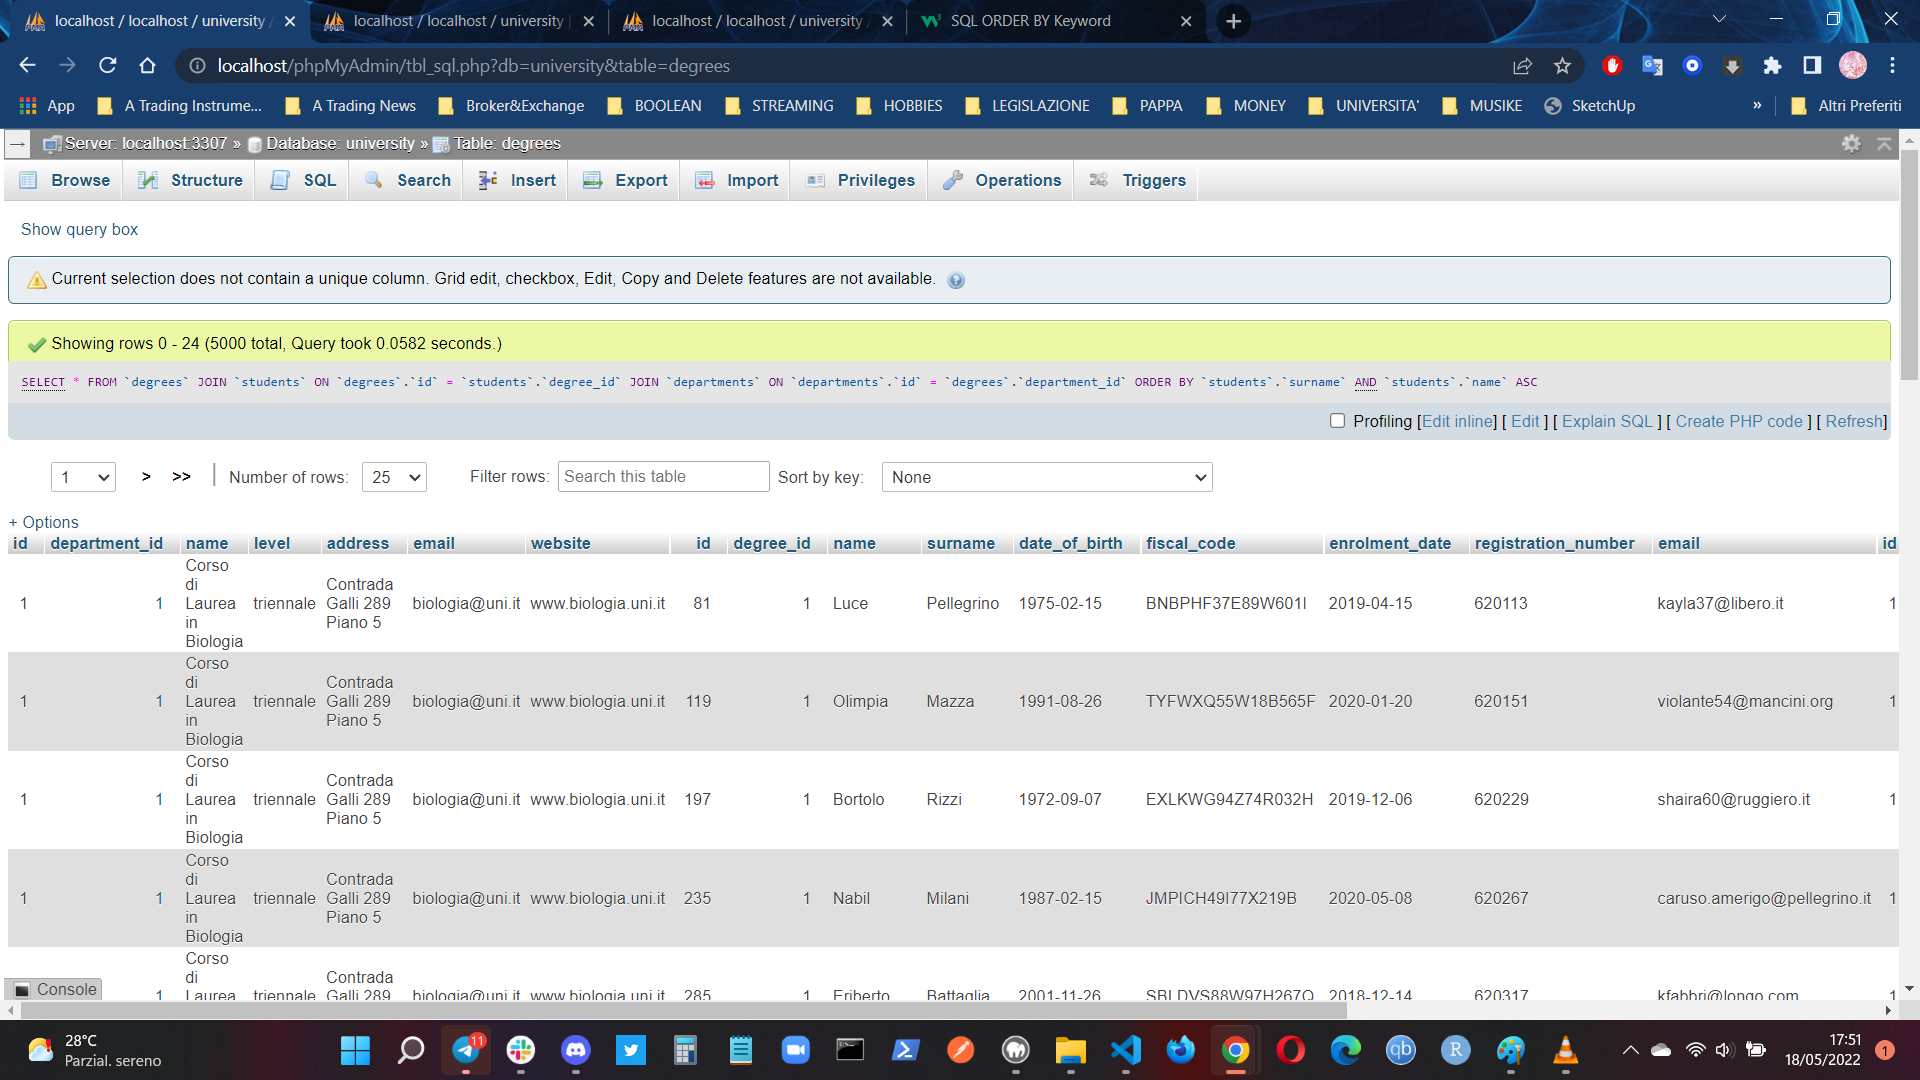 localhost / localhost / university /
localhost / localhost / university
localhost / localhost / university /
SQL ORDER BY Keyword
localhost/phpMyAdmin/tbl_sql.php?db=university&table=degrees
App
A Trading Instrume...
A Trading News
Broker&Exchange
BOOLEAN
STREAMING
HOBBIES
LEGISLAZIONE
PAPPA
MONEY
UNIVERSITA'
MUSIKE
SketchUp
»
Altri Preferiti
Server: localhost:3307 » Database: university » Table: degrees
Browse
Structure
SQL
Search
Insert
Export
Import
Privileges
Operations
Triggers
Show query box
Current selection does not contain a unique column. Grid edit, checkbox, Edit, Copy and Delete features are not available.
Showing rows 0 - 24 (5000 total, Query took 0.0582 seconds.)
SELECT * FROM `degrees` JOIN `students` ON `degrees`.`id` = `students`.`degree_id` JOIN `departments` ON `departments`.`id` = `degrees`.`department_id` ORDER BY `students`.`surname` AND `students`.`name` ASC
Profiling [Edit inline] [ Edit ] [ Explain SQL ] [ Create PHP code ] [ Refresh]
1 > >> | Number of rows: 25 Filter rows: Search this table Sort by key: None
+ Options
id department_id name level address email website id degree_id name surname date_of_birth fiscal_code enrolment_date registration_number email id
Corso
di
Laurea
in
Biologia
1 1 triennale
Contrada
Galli 289
Piano 5
biologia@uni.it www.biologia.uni.it 81 1 Luce Pellegrino 1975-02-15 BNBPHF37E89W601I 2019-04-15 620113 kayla37@libero.it 1
Corso
di
Laurea
in
Biologia
1 1 triennale
Contrada
Galli 289
Piano 5
biologia@uni.it www.biologia.uni.it 119 1 Olimpia Mazza 1991-08-26 TYFWXQ55W18B565F 2020-01-20 620151 violante54@mancini.org 1
Corso
di
Laurea
in
Biologia
1 1 triennale
Contrada
Galli 289
Piano 5
biologia@uni.it www.biologia.uni.it 197 1 Bortolo Rizzi 1972-09-07 EXLKWG94Z74R032H 2019-12-06 620229 shaira60@ruggiero.it 1
Corso
di
Laurea
in
Biologia
1 1 triennale
Contrada
Galli 289
Piano 5
biologia@uni.it www.biologia.uni.it 235 1 Nabil Milani 1987-02-15 JMPICH49I77X219B 2020-05-08 620267 caruso.amerigo@pellegrino.it 1
Corso
di
Laurea
1 triennale
Contrada
Galli 289
biologia@uni.it www.biologia.uni.it 285 1 Eriberto Battaglia 2001-11-26 SBLDVS88W97H267Q 2018-12-14 620317 kfabbri@longo.com
Console
28°C
Parzial. sereno
11
qb
R
17:51
18/05/2022
1